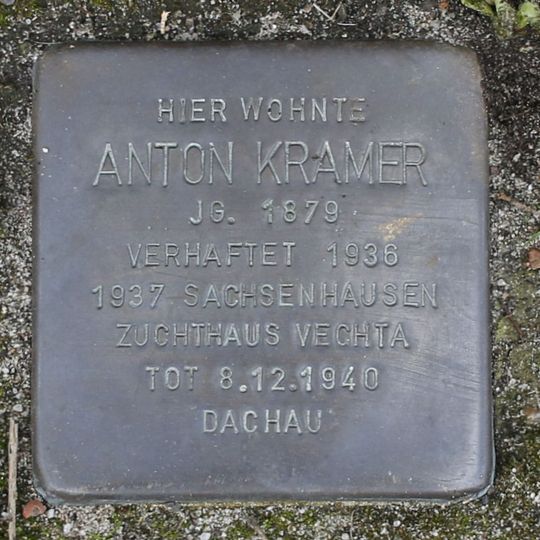 HIER WOHNTE
ANTON KRAMER
JG. 1879
VERHAFTET 1936
1937 SACHSENHAUSEN
ZUCHTHAUS VECHTA
TOT 8.12.1940
DACHAU